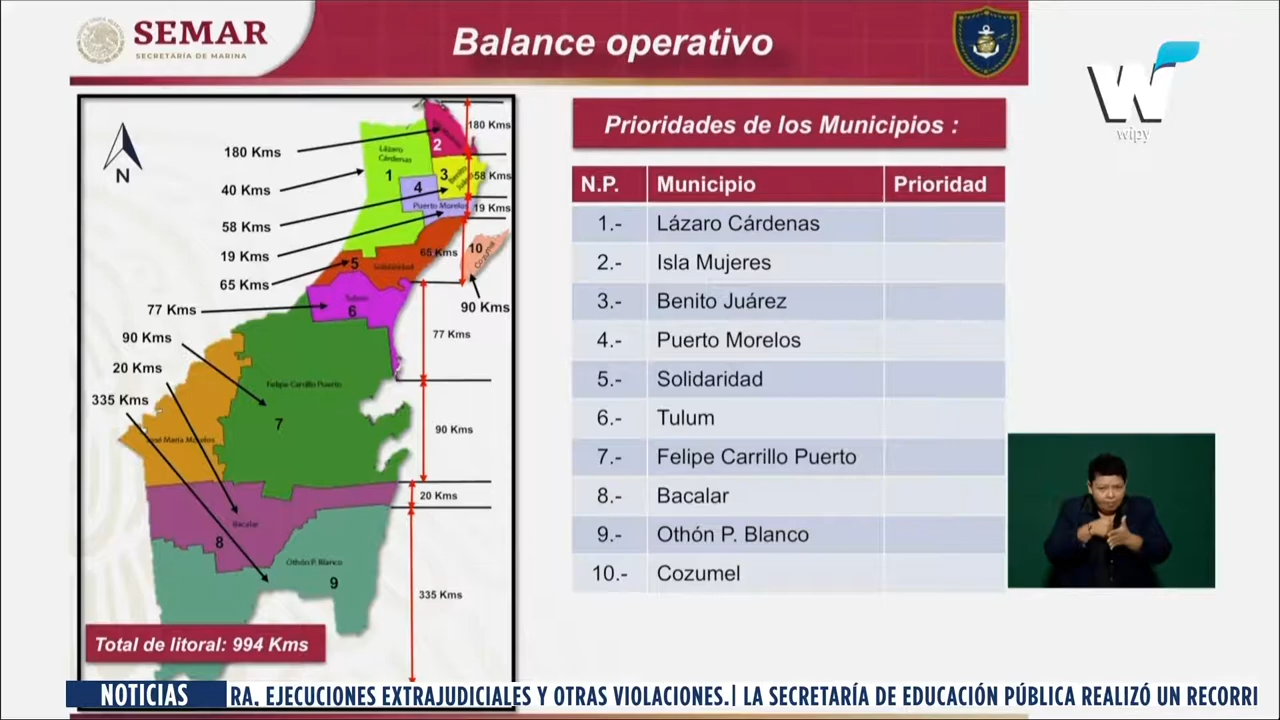 SEMAR
SECRETARÍA DE MARINA
Balance operativo
wipy
Prioridades de los Municipios :
N.P. Municipio Prioridad
1.- Lázaro Cárdenas
2.- Isla Mujeres
3.- Benito Juárez
4.- Puerto Morelos
5.- Solidaridad
6.- Tulum
7.- Felipe Carrillo Puerto
8.- Bacalar
9.- Othón P. Blanco
10.- Cozumel
N
180 Kms
40 Kms
58 Kms
19 Kms
65 Kms
77 Kms
90 Kms
20 Kms
335 Kms
Lázaro
Cárdenas
1
2
3
Benito
Juárez
4
Puerto Morelos
5
Solidaridad
Tulum
6
Felipe Carrillo Puerto
7
José María Morelos
Bacalar
8
Othón P. Blanco
9
10
Cozumel
90 Kms
180 Kms
58 Kms
19 Kms
65 Kms
77 Kms
90 Kms
20 Kms
335 Kms
Total de litoral: 994 Kms
NOTICIAS
RA, EJECUCIONES EXTRAJUDICIALES Y OTRAS VIOLACIONES.| LA SECRETARÍA DE EDUCACIÓN PÚBLICA REALIZÓ UN RECORRI